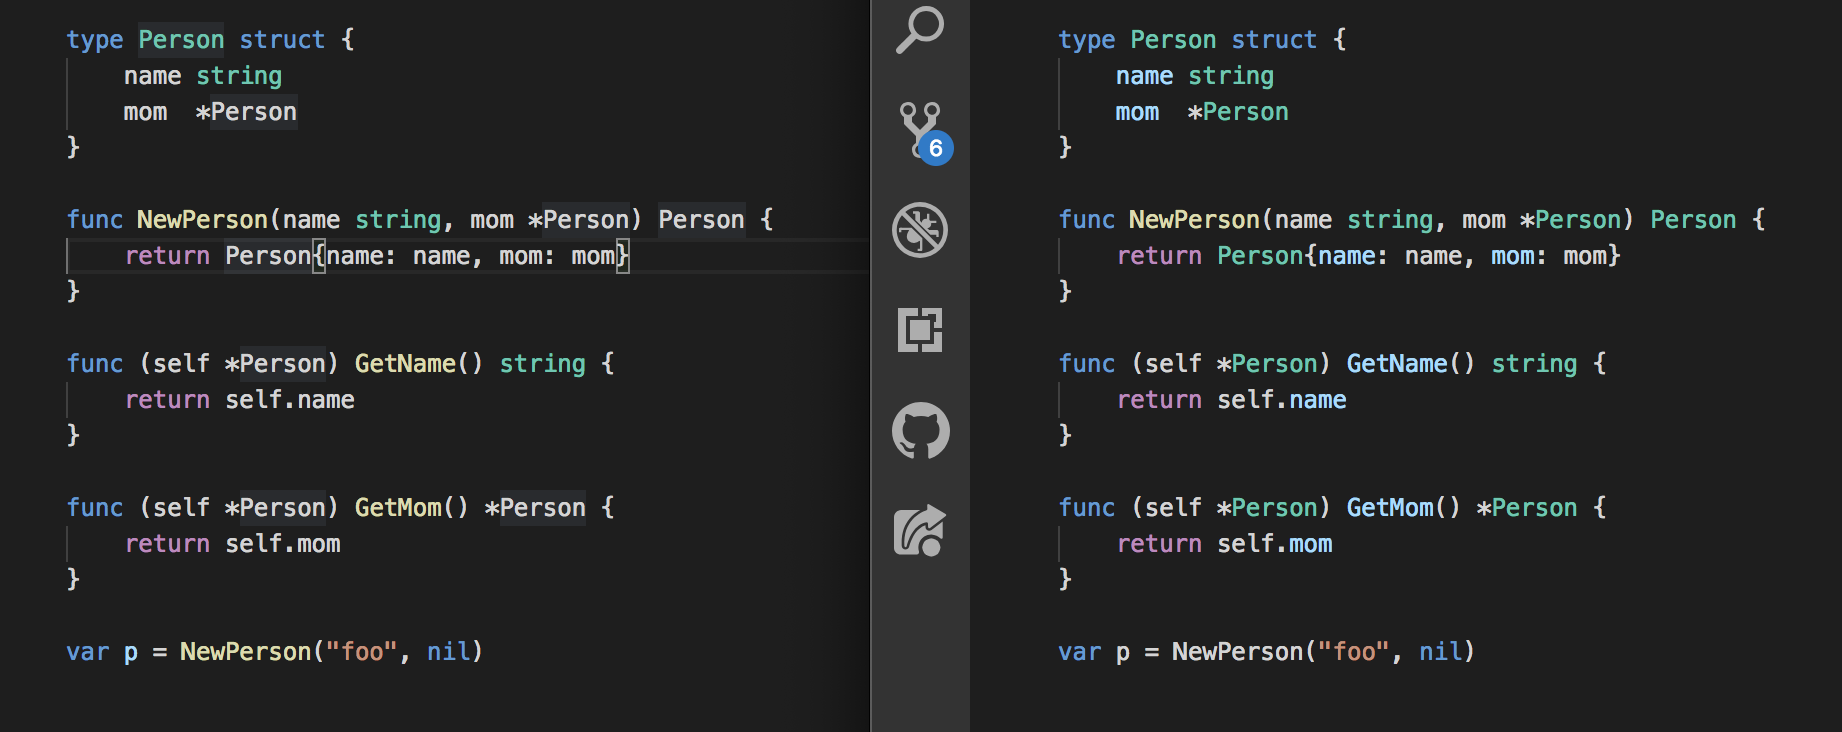 type Person struct {
    name string
    mom  *Person
}
func NewPerson(name string, mom *Person) Person {
    return Person{name: name, mom: mom}
}
func (self *Person) GetName() string {
    return self.name
}
func (self *Person) GetMom() *Person {
    return self.mom
}
var p = NewPerson("foo", nil)
6
type Person struct {
    name string
    mom  *Person
}
func NewPerson(name string, mom *Person) Person {
    return Person{name: name, mom: mom}
}
func (self *Person) GetName() string {
    return self.name
}
func (self *Person) GetMom() *Person {
    return self.mom
}
var p = NewPerson("foo", nil)